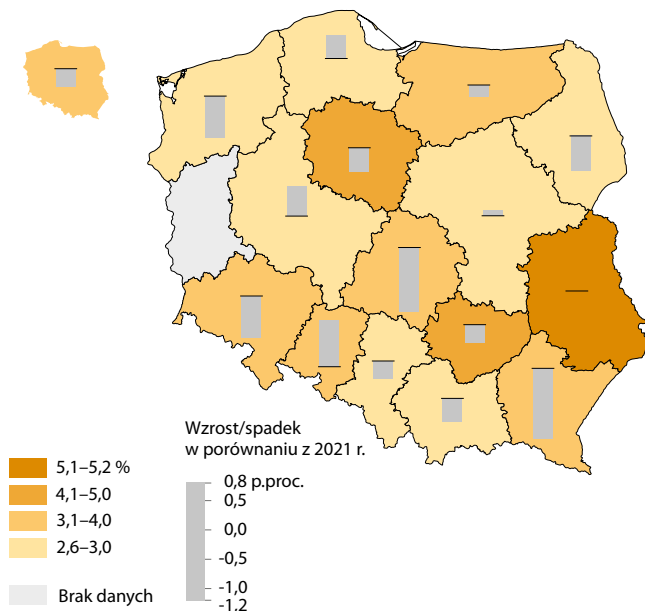 Wzrost/spadek
w porównaniu z 2021 r.
5,1–5,2 %
4,1–5,0
3,1–4,0
2,6–3,0
Brak danych
0,8 p.proc.
0,5
0,0
-0,5
-1,0
-1,2